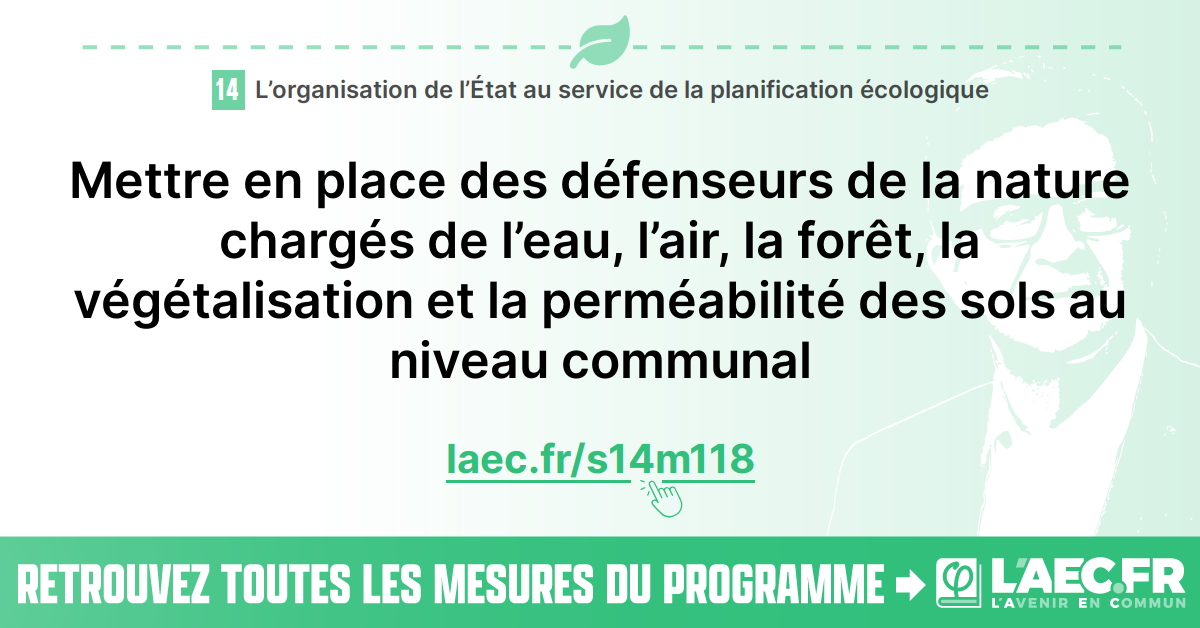 14 L’organisation de l’État au service de la planification écologique
Mettre en place des défenseurs de la nature
chargés de l’eau, l’air, la forêt, la
végétalisation et la perméabilité des sols au
niveau communal
laec.fr/s14m118
RETROUVEZ TOUTES LES MESURES DU PROGRAMME
φ L’AEC.FR
L’AVENIR EN COMMUN